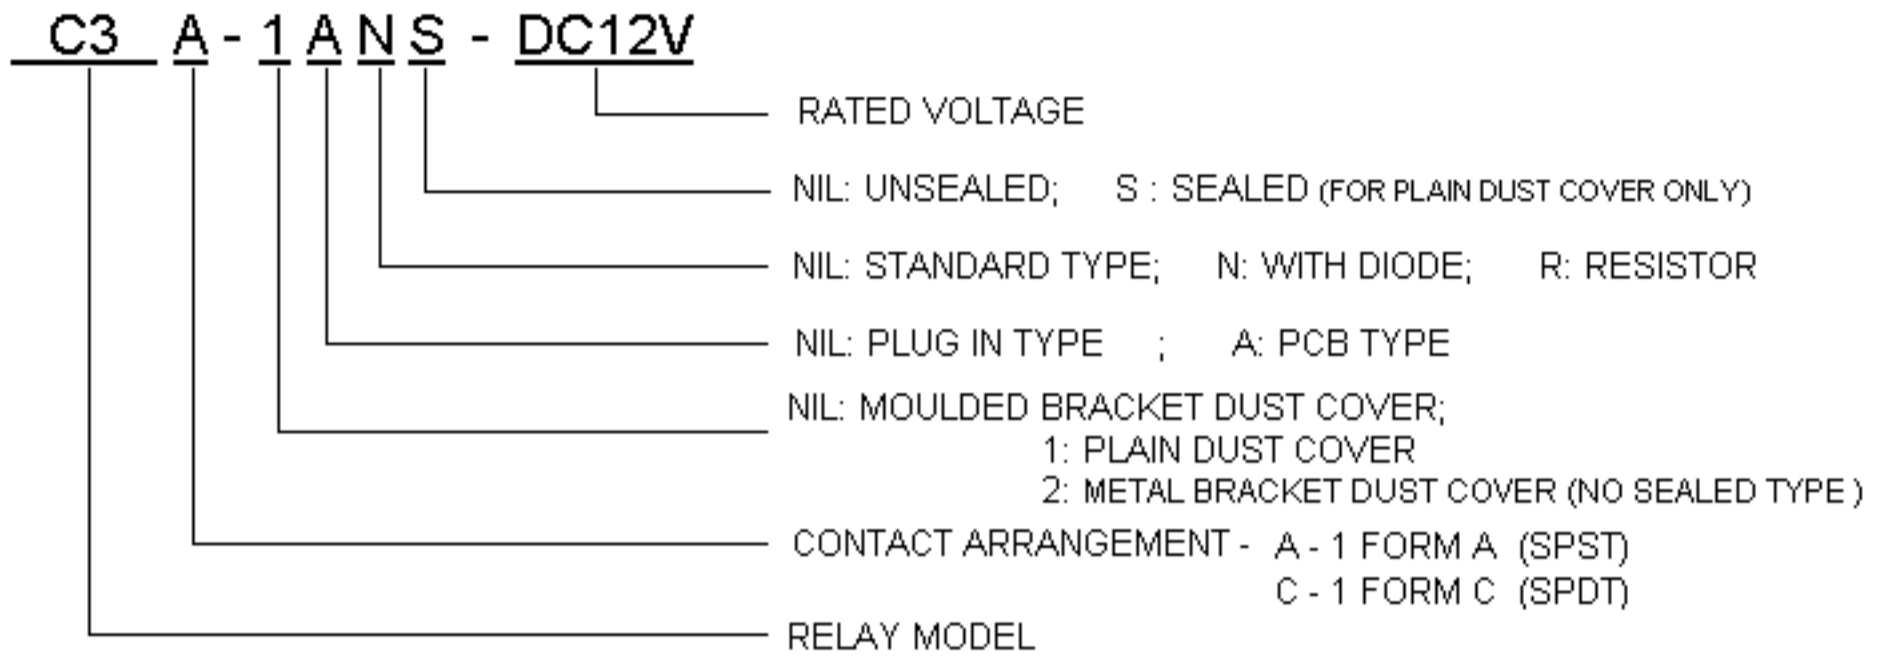 C3 A - 1 A N S - DC12V
RATED VOLTAGE
NIL: UNSEALED; S : SEALED (FOR PLAIN DUST COVER ONLY)
NIL: STANDARD TYPE; N: WITH DIODE; R: RESISTOR
NIL: PLUG IN TYPE ; A: PCB TYPE
NIL: MOULDED BRACKET DUST COVER;
1: PLAIN DUST COVER
2: METAL BRACKET DUST COVER (NO SEALED TYPE )
CONTACT ARRANGEMENT - A - 1 FORM A (SPST)
C - 1 FORM C (SPDT)
RELAY MODEL